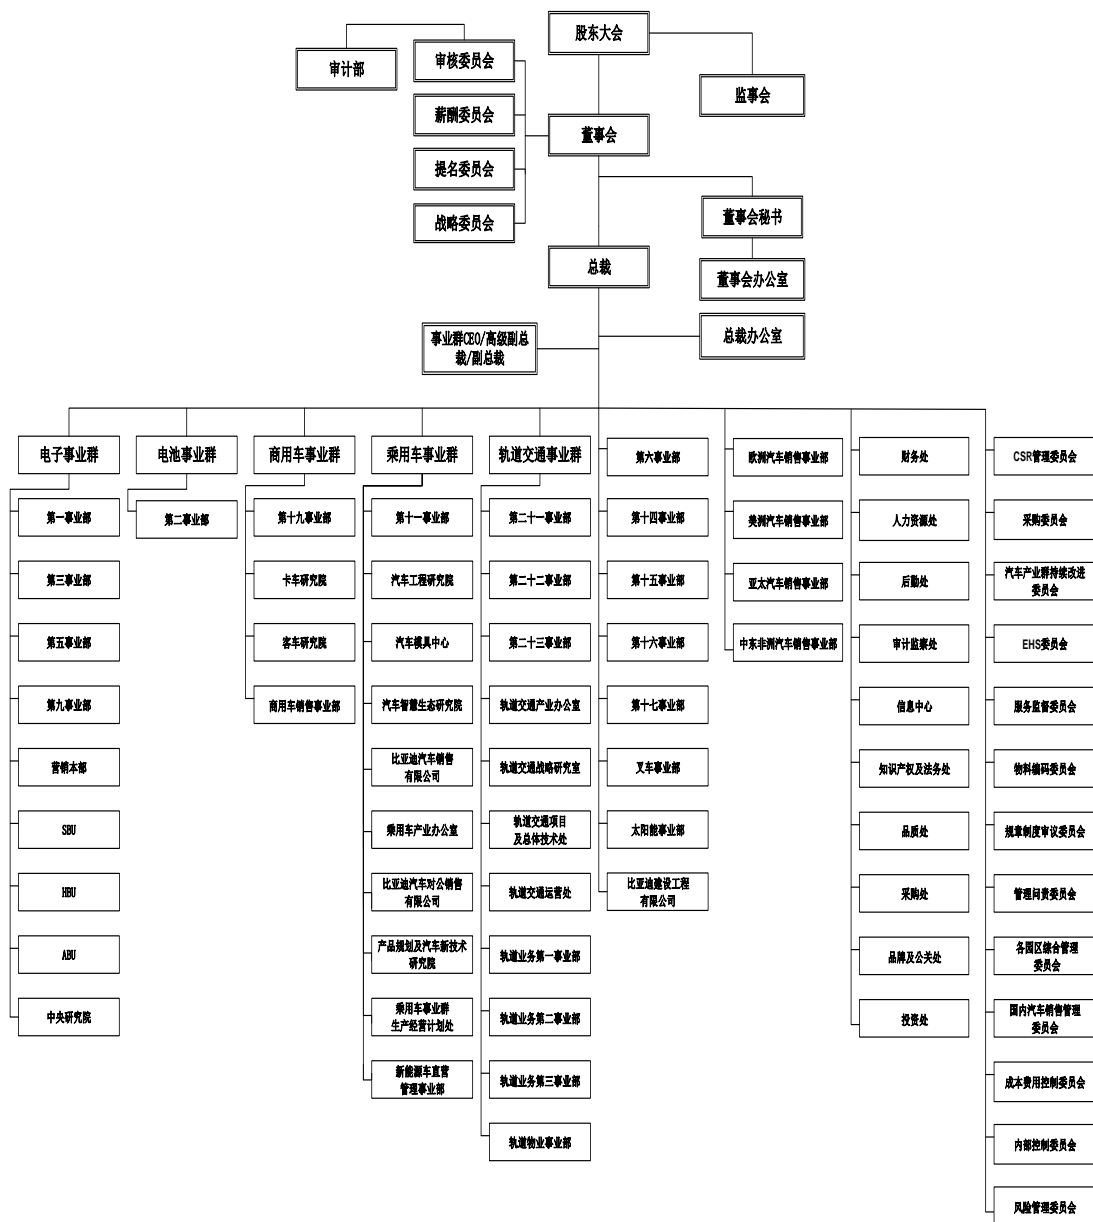 股东大会
审核委员会
审计部
监事会
薪酬委员会
董事会
提名委员会
董事会秘书
战略委员会
总裁
董事会办公室
事业群CEO/高级副总
裁/副总裁
总裁办公室
电子事业群
第一事业部
第三事业部
第五事业部
第九事业部
营销本部
SBU
HBU
ABU
中央研究院
电池事业群
第二事业部
商用车事业群
第十九事业部
卡车研究院
客车研究院
商用车销售事业部
乘用车事业群
第十一事业部
汽车工程研究院
汽车模具中心
汽车智慧生态研究院
比亚迪汽车销售
有限公司
乘用车产业办公室
比亚迪汽车对公销售
有限公司
产品规划及汽车新技术
研究院
乘用车事业群
生产经营计划处
新能源车直营
管理事业部
轨道交通事业群
第二十一事业部
第二十二事业部
第二十三事业部
轨道交通产业办公室
轨道交通战略研究室
轨道交通项目
及总体技术处
轨道交通运营处
轨道业务第一事业部
轨道业务第二事业部
轨道业务第三事业部
轨道物业事业部
第六事业部
第十四事业部
第十五事业部
第十六事业部
第十七事业部
叉车事业部
太阳能事业部
比亚迪建设工程
有限公司
欧洲汽车销售事业部
美洲汽车销售事业部
亚太汽车销售事业部
中东非洲汽车销售事业部
财务处
人力资源处
后勤处
审计监察处
信息中心
知识产权及法务处
品质处
采购处
品牌及公关处
投资处
CSR管理委员会
采购委员会
汽车产业群持续改进
委员会
EHS委员会
服务监督委员会
物料编码委员会
规章制度审议委员会
管理问责委员会
各园区综合管理
委员会
国内汽车销售管理
委员会
成本费用控制委员会
内部控制委员会
风险管理委员会